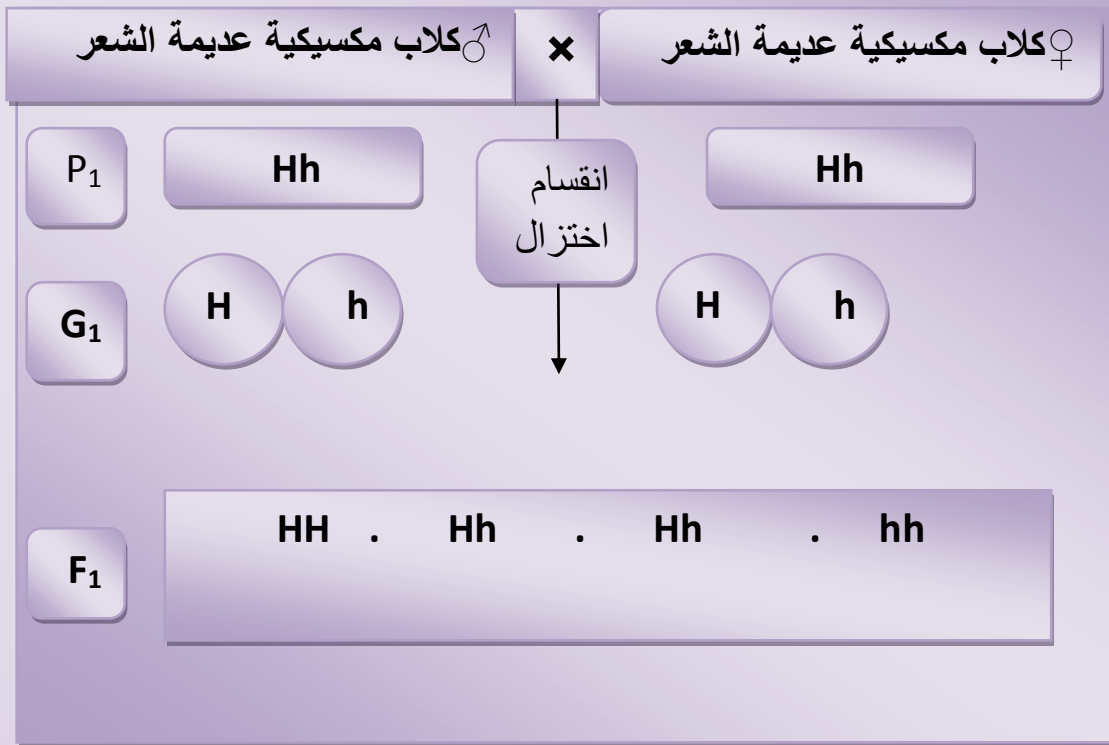 ♀كلاب مكسيكية عديمة الشعر × ♂كلاب مكسيكية عديمة الشعر
P₁ Hh انقسام Hh
اختزال
G₁ H h H h
HH . Hh . Hh . hh
F₁